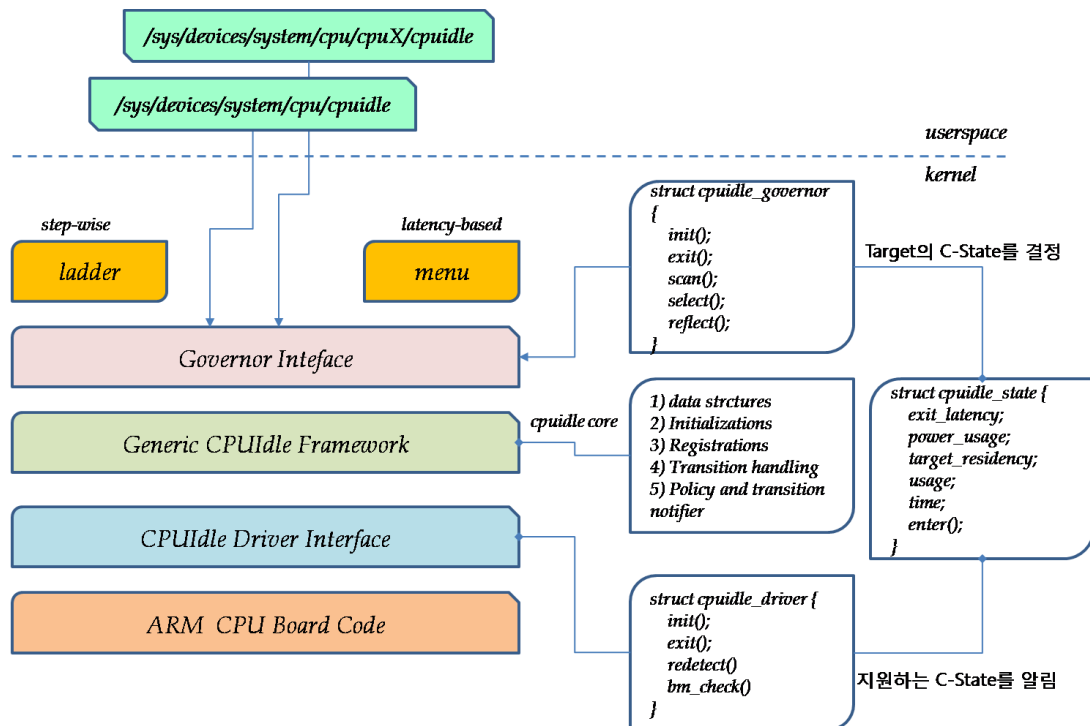 /sys/devices/system/cpu/cpuX/cpuidle
/sys/devices/system/cpu/cpuidle
userspace
kernel
step-wise
ladder
latency-based
menu
Governor Inteface
Generic CPUIdle Framework
cpuidle core
CPUIdle Driver Interface
ARM CPU Board Code
struct cpuidle_governor
{
init();
exit();
scan();
select();
reflect();
}
Target의 C-State를 결정
1) data strctures
2) Initializations
3) Registrations
4) Transition handling
5) Policy and transition
notifier
struct cpuidle_state {
exit_latency;
power_usage;
target_residency;
usage;
time;
enter();
}
struct cpuidle_driver {
init();
exit();
redetect()
bm_check()
}
지원하는 C-State를 알림